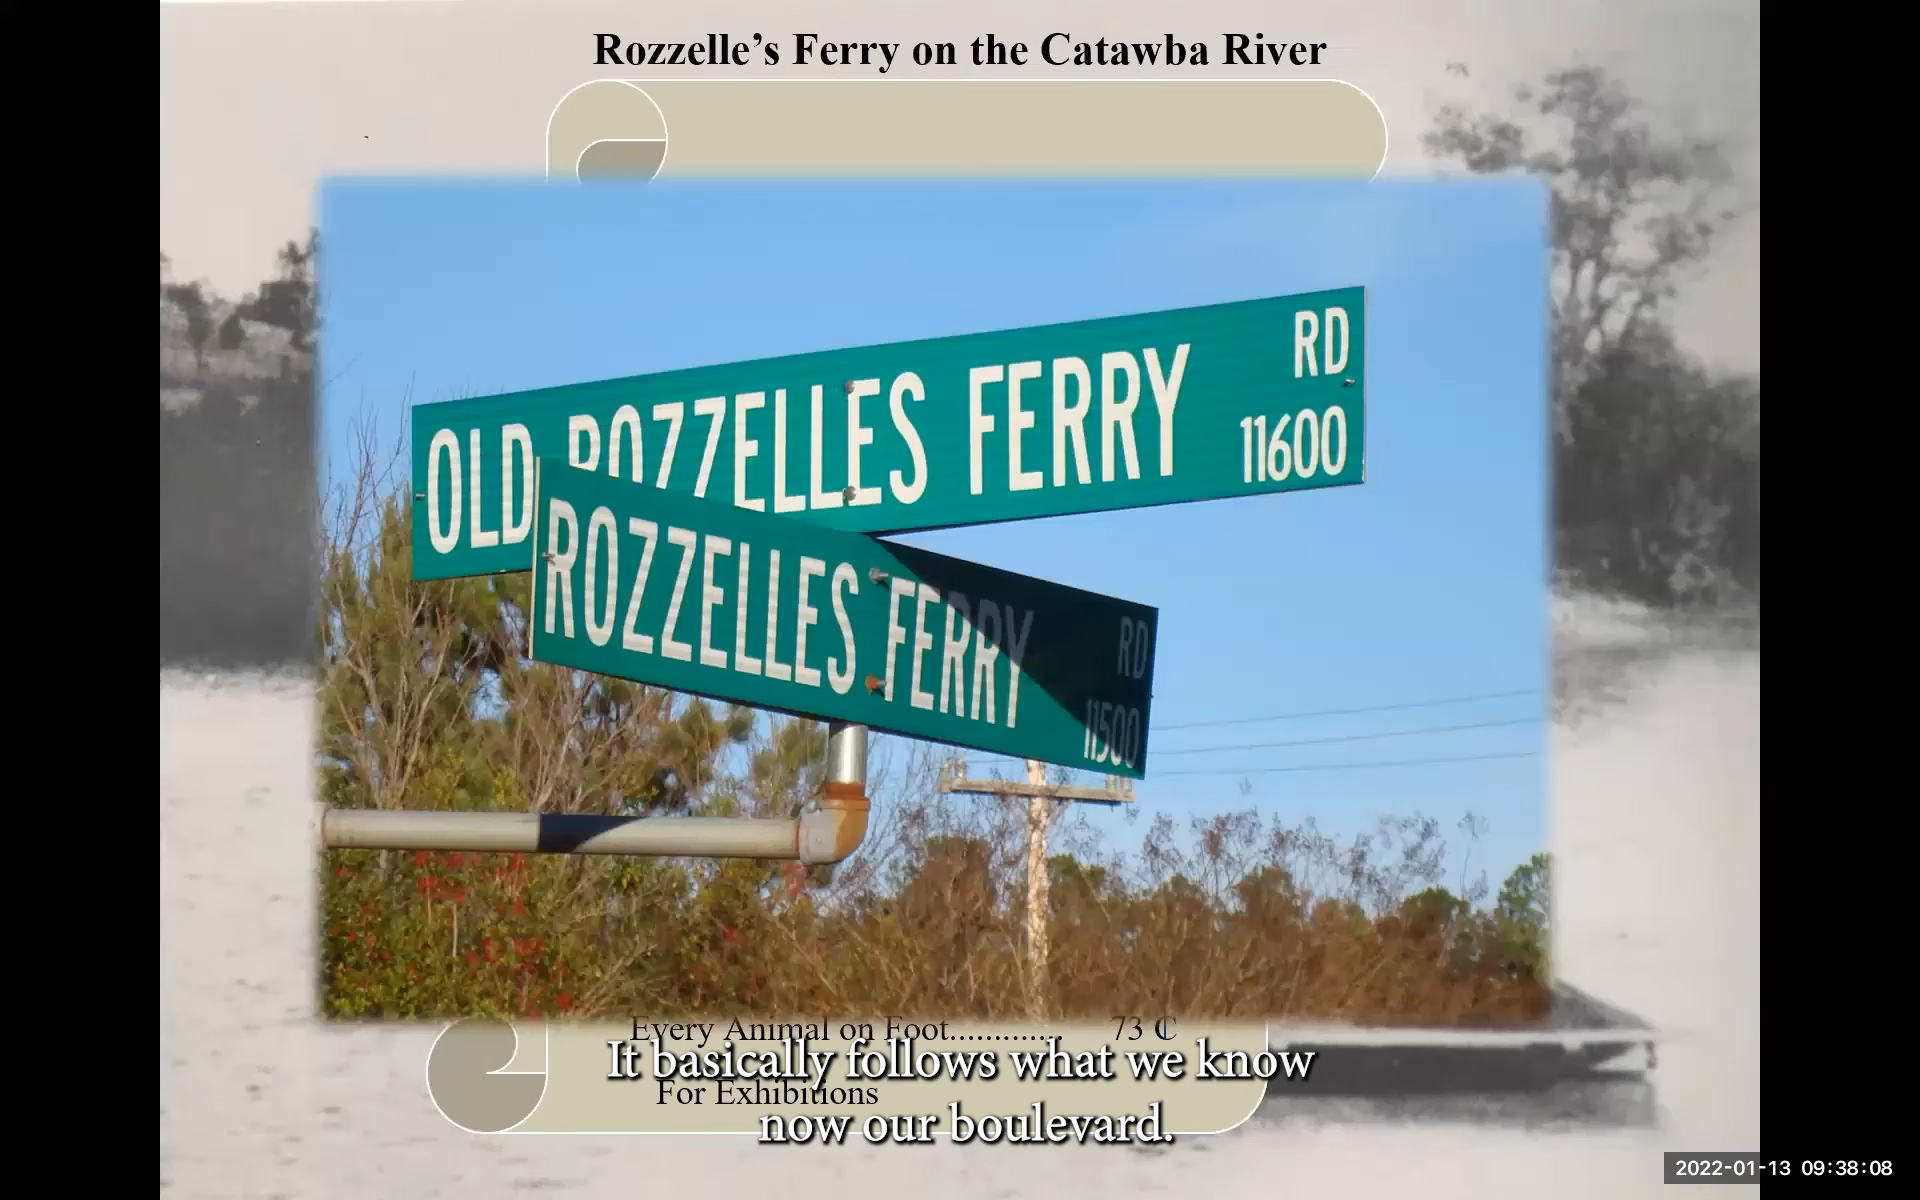 Rozzelle’s Ferry on the Catawba River
OLD ROZZELLES FERRY RD
11600
ROZZELLES FERRY RD
11500
Every Animal on Foot............. 73 ₵
For Exhibitions
It basically follows what we know
now our boulevard.
2022-01-13 09:38:08